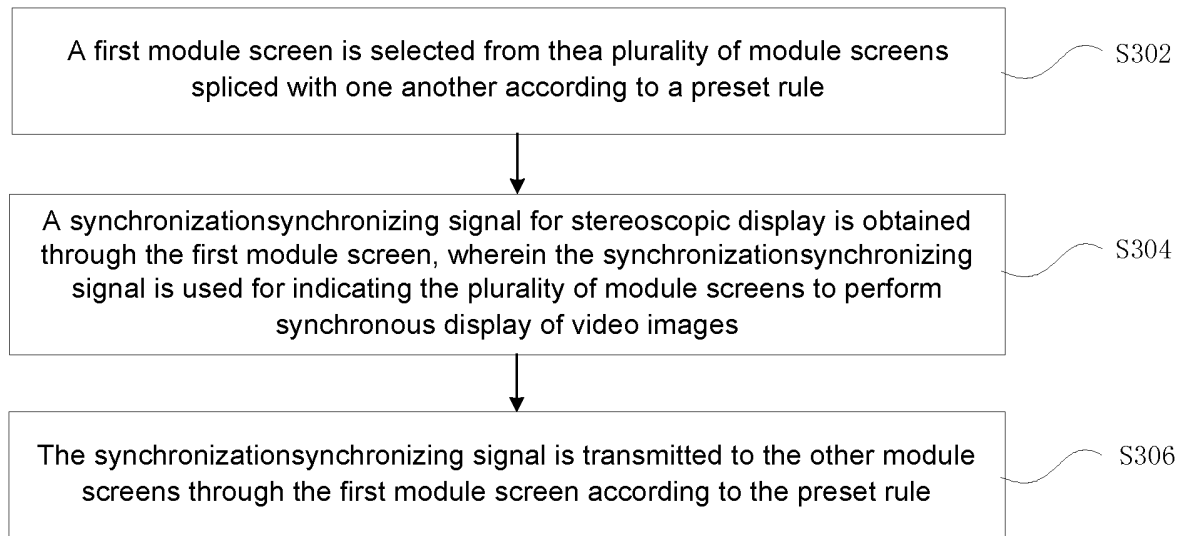 A first module screen is selected from thea plurality of module screens
spliced with one another according to a preset rule
S302
A synchronizationsynchronizing signal for stereoscopic display is obtained
through the first module screen, wherein the synchronizationsynchronizing
signal is used for indicating the plurality of module screens to perform
synchronous display of video images
S304
The synchronizationsynchronizing signal is transmitted to the other module
screens through the first module screen according to the preset rule
S306